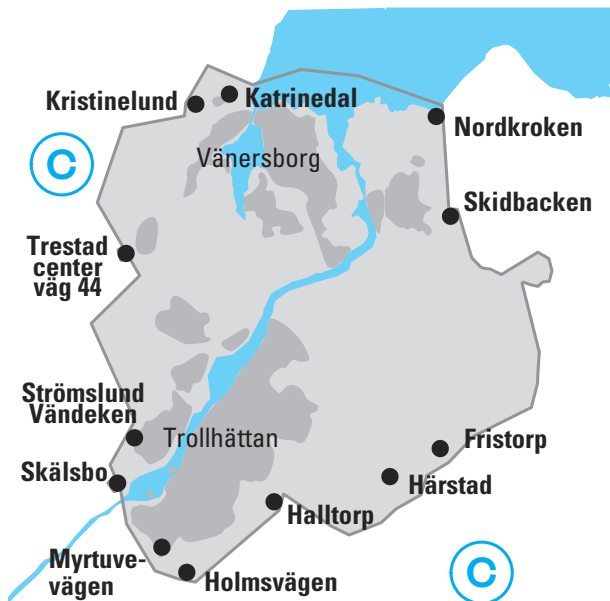 Kristinelund
Katrinedal
Nordkroken
C
Vänersborg
Skidbacken
Trestad
center
väg 44
Strömslund
Vändeken
Trollhättan
Fristorp
Skälsbo
Härstad
Halltorp
Myrtuve-
vägen
Holmsvägen
C